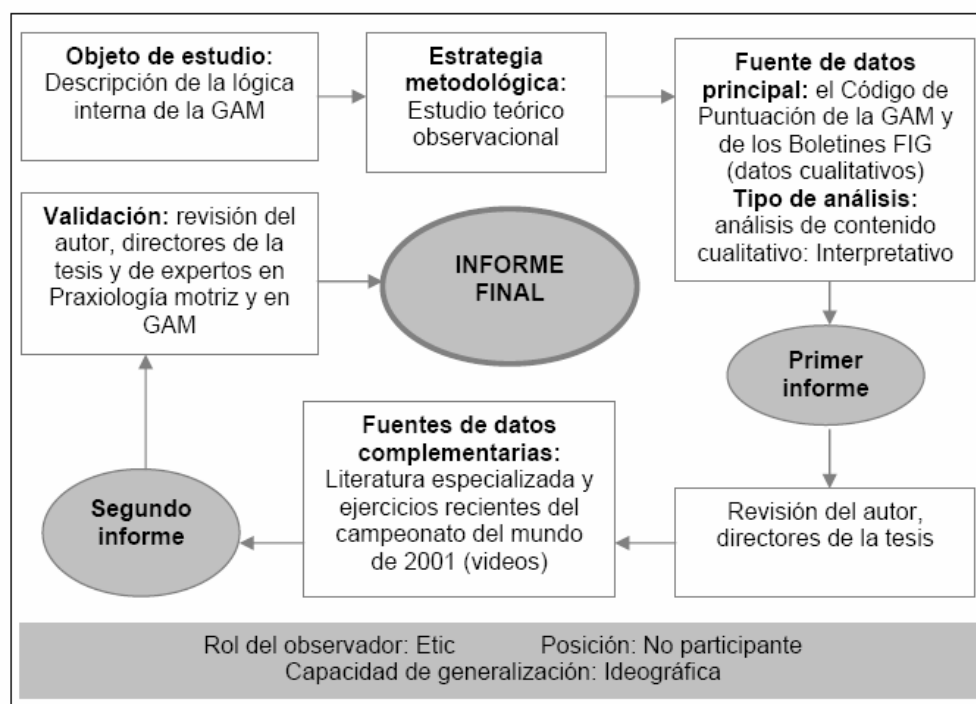 Objeto de estudio:
Descripción de la lógica
interna de la GAM
Estrategia
metodológica:
Estudio teórico
observacional
Fuente de datos
principal: el Código de
Puntuación de la GAM y
de los Boletines FIG
(datos cualitativos)
Tipo de análisis:
análisis de contenido
cualitativo: Interpretativo
Primer
informe
Revisión del autor,
directores de la tesis
Fuentes de datos
complementarias:
Literatura especializada y
ejercicios recientes del
campeonato del mundo
de 2001 (videos)
Segundo
informe
Validación: revisión del
autor, directores de la
tesis y de expertos en
Praxiología motriz y en
GAM
INFORME
FINAL
Rol del observador: Etic Posición: No participante
Capacidad de generalización: Ideográfica